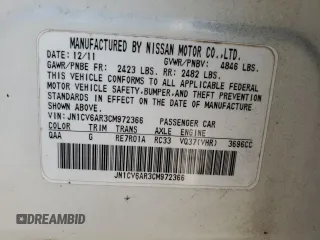 MANUFACTURED BY NISSAN MOTOR CO.,LTD.
DATE: 12/11 GVWR/PNBV: 4846 LBS.
GAWR/PNBE FR: 2423 LBS. RR: 2482 LBS.
THIS VEHICLE CONFORMS TO ALL APPLICABLE FEDERAL
MOTOR VEHICLE SAFETY,BUMPER,AND THEFT PREVENTION
STANDARDS IN EFFECT ON THE DATE OF MANUFACTURE
SHOWN ABOVE.
VIN: JN1CV6AR3CM972366 PASSENGER CAR
COLOR TRIM TRANS AXLE ENGINE
QAA G RE7R01A RC33 VQ37(VHR) 3696CC
JN1CV6AR3CM972366
© DriveGood